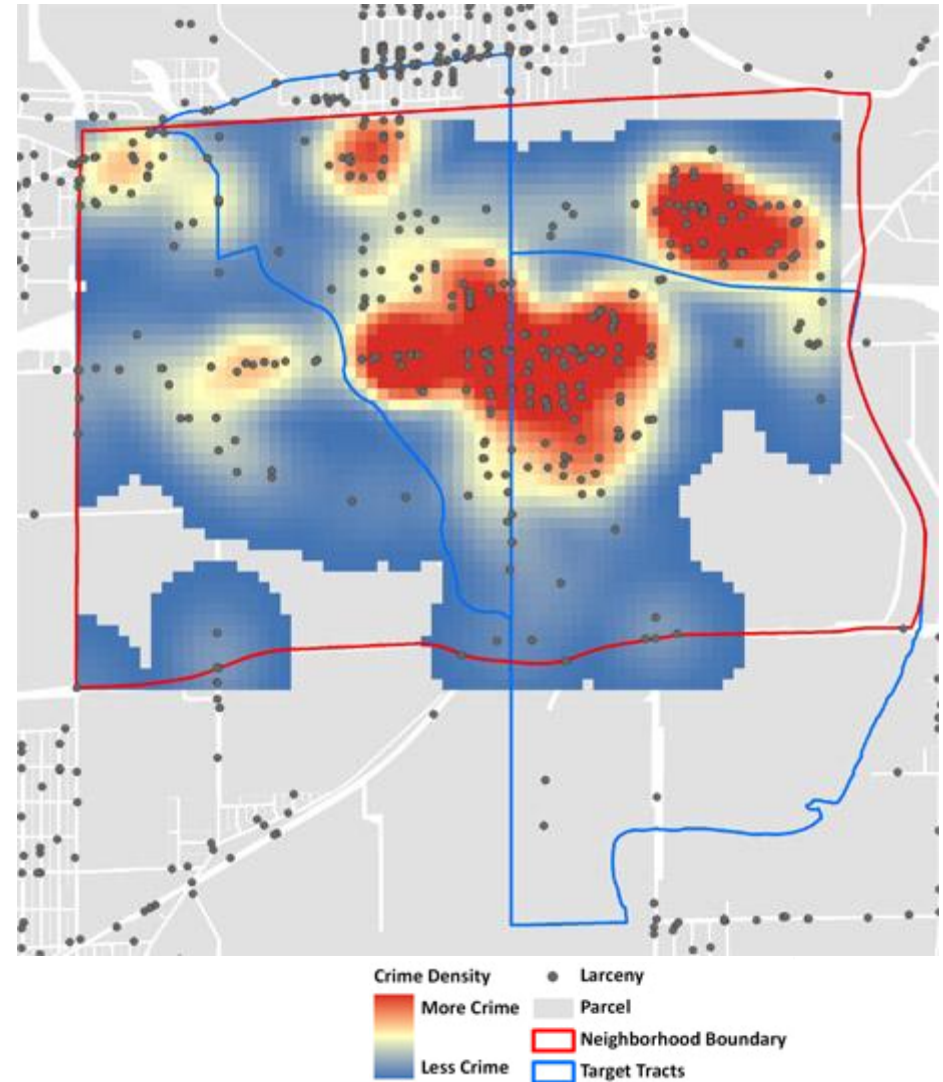 Crime Density
More Crime
Less Crime
Larceny
Parcel
Neighborhood Boundary
Target Tracts